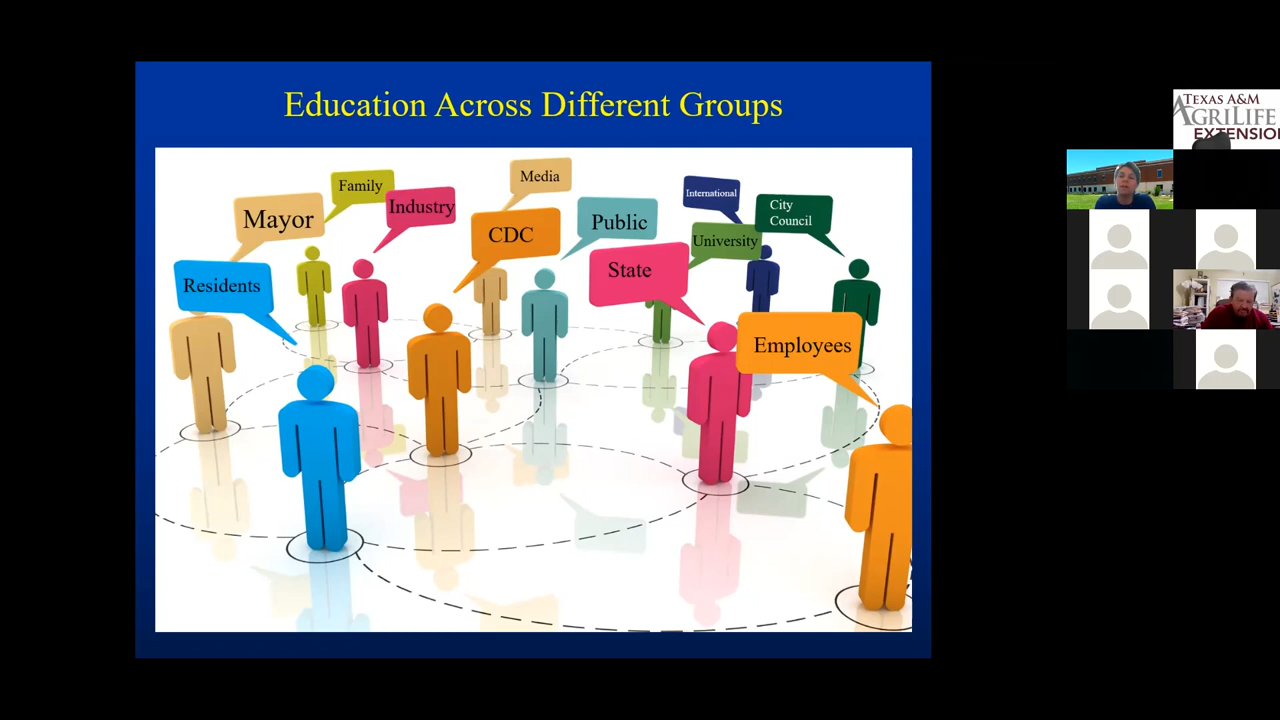 Education Across Different Groups
Family
Media
Mayor
Industry
International
City
Council
CDC
Public
University
State
Residents
Employees
TEXAS A&M
AGRILIFE
EXTENSION